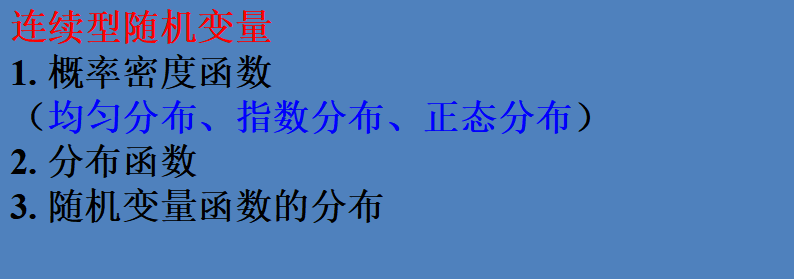 连续型随机变量
1. 概率密度函数
（均匀分布、指数分布、正态分布）
2. 分布函数
3. 随机变量函数的分布